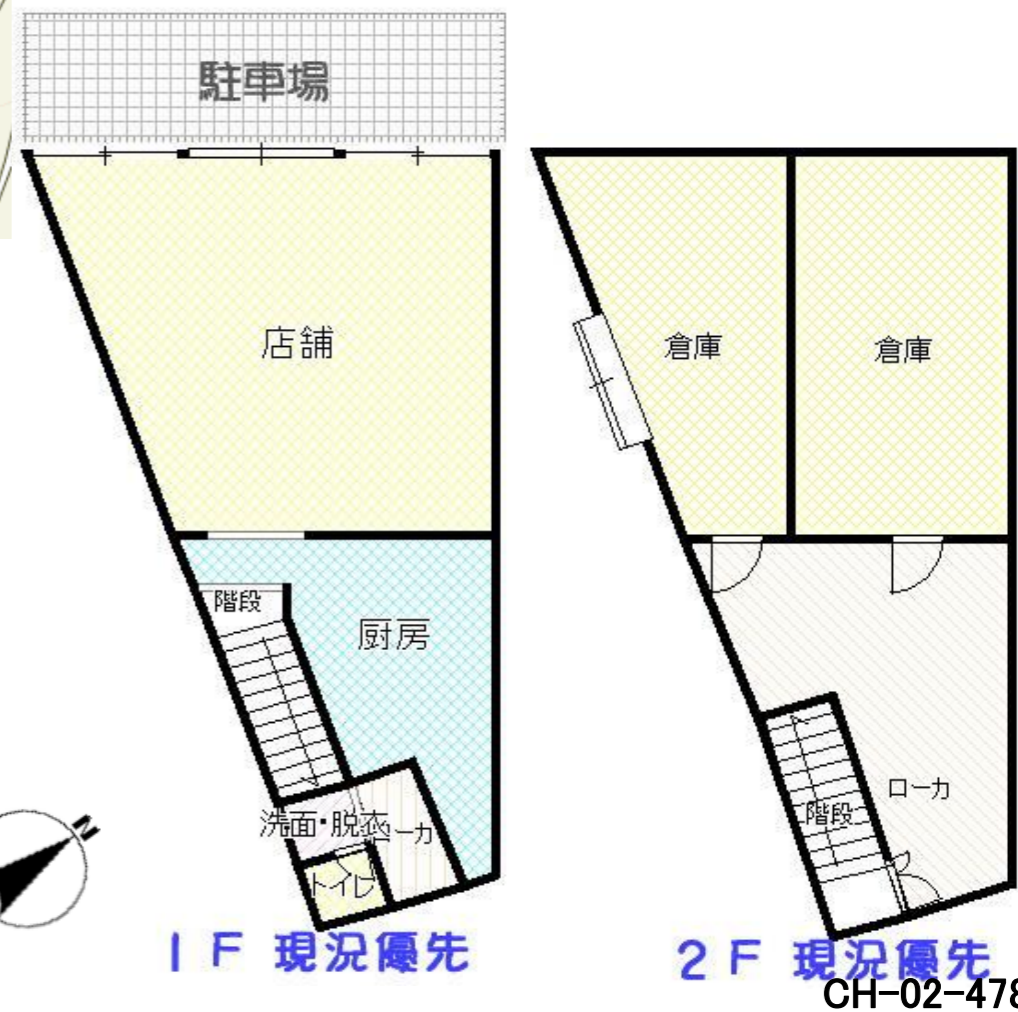 駐車場
店舗
階段
厨房
洗面・脱衣
ローカ
トイレ
N
1F 現況優先
倉庫
倉庫
階段
ローカ
2F 現況優先
CH-02-478